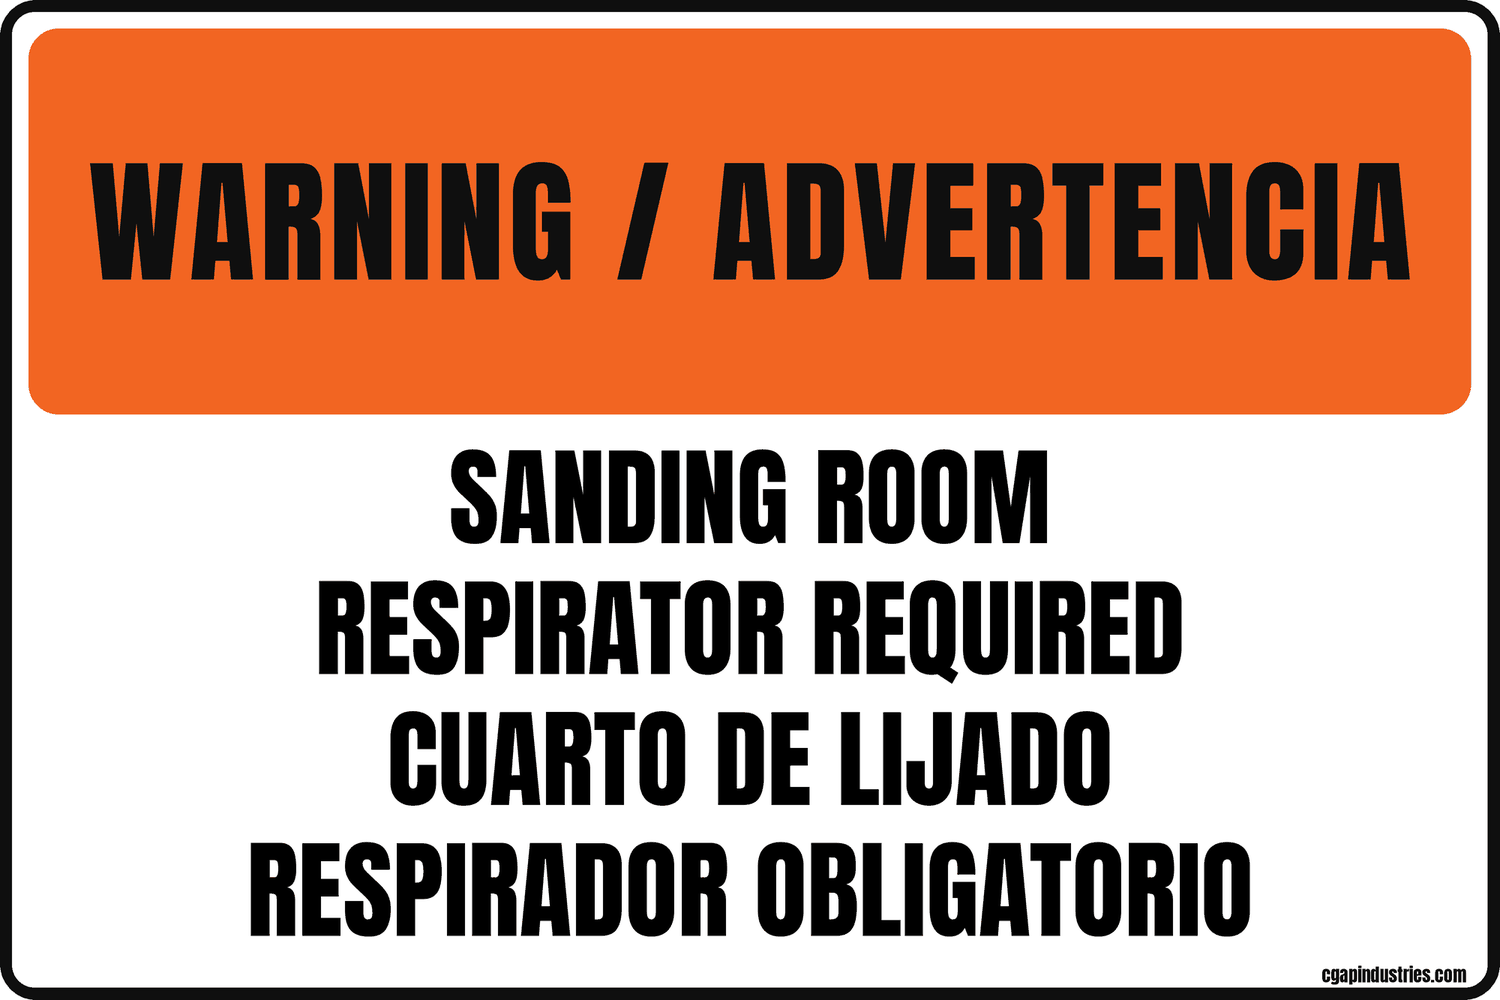 WARNING / ADVERTENCIA
SANDING ROOM
RESPIRATOR REQUIRED
CUARTO DE LIJADO
RESPIRADOR OBLIGATORIO
cgapindustries.com